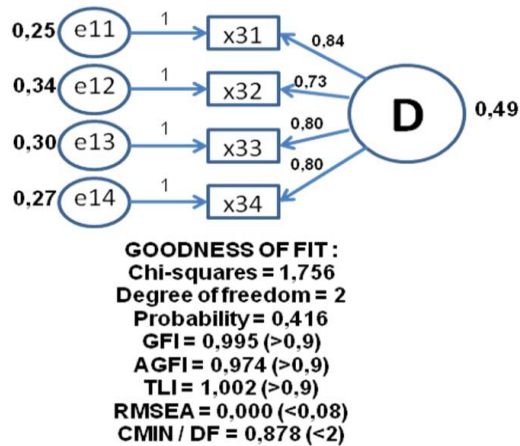 0,25 e11 1 x31 0,84
0,34 e12 1 x32 0,73
D 0,49
0,30 e13 1 x33 0,80
0,27 e14 1 x34 0,80
GOODNESS OF FIT :
Chi-squares = 1,756
Degree of freedom = 2
Probability = 0,416
GFI = 0,995 (>0,9)
AGFI = 0,974 (>0,9)
TLI = 1,002 (>0,9)
RMSEA = 0,000 (<0,08)
CMIN / DF = 0,878 (<2)